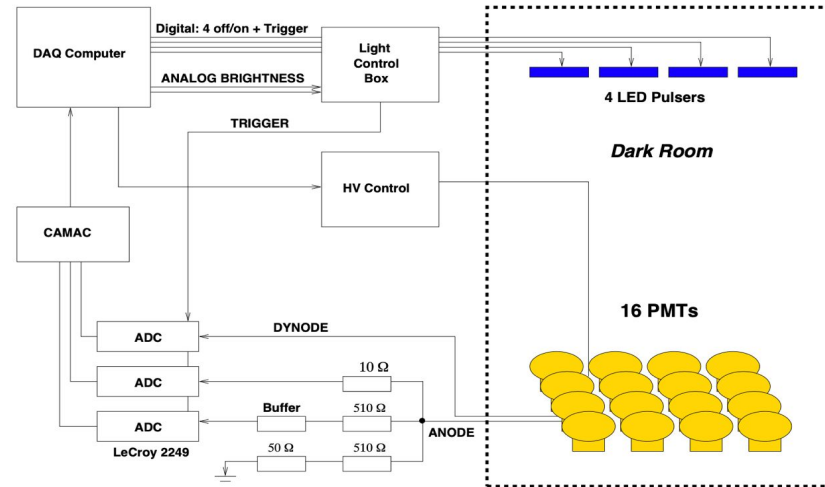 Digital: 4 off/on + Trigger
DAQ Computer
Light
Control
Box
ANALOG BRIGHTNESS
4 LED Pulsers
TRIGGER
Dark Room
HV Control
CAMAC
16 PMTs
DYNODE
ADC
10 Ω
ADC
Buffer
510 Ω
ADC
ANODE
LeCroy 2249
50 Ω
510 Ω